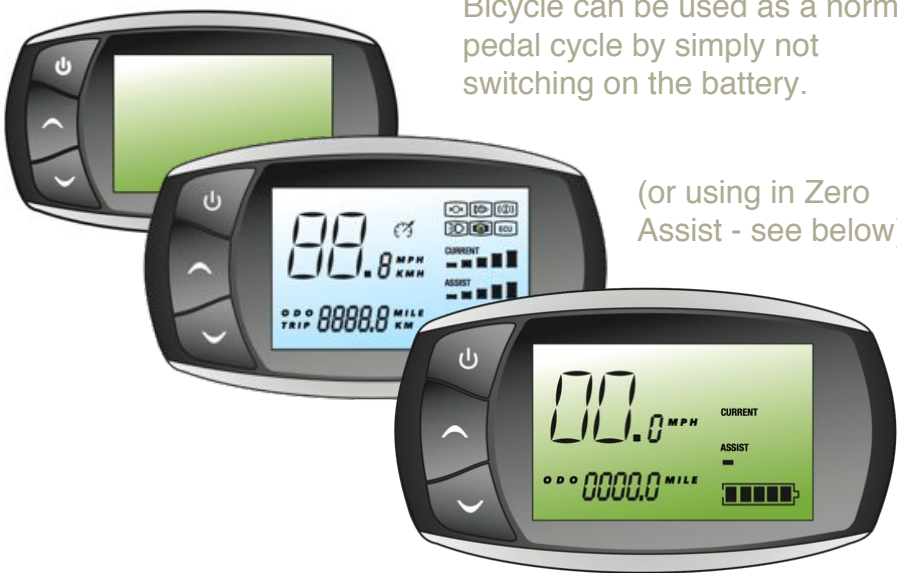 Bicycle can be used as a norm
pedal cycle by simply not
switching on the battery.
(or using in Zero
Assist - see below)
88.8 MPH
KMH
ECU
CURRENT
ASSIST
ODO 8888.8 MILE
TRIP KM
00.0 MPH
CURRENT
ASSIST
ODO 0000.0 MILE